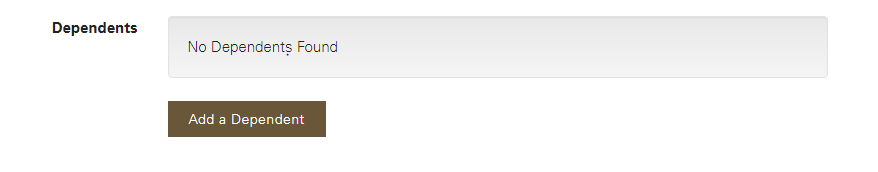 Dependents
No Dependents Found
Add a Dependent